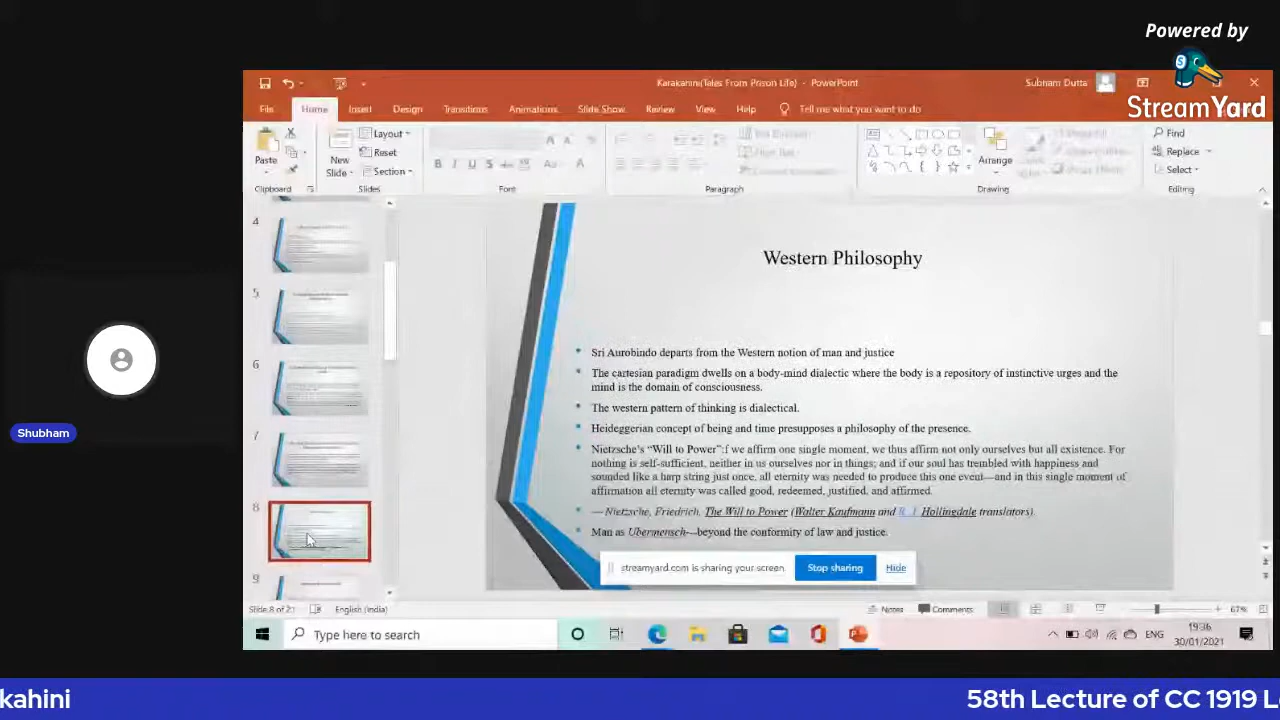 Powered by
StreamYard
Karakahini(Tales From Prison Life) - PowerPoint
Subham Dutta
File Home Insert Design Transitions Animations Slide Show Review View Help Tell me what you want to do
Paste
New
Slide
Layout
Reset
Section
B I U S
Arrange
Find
Replace
Select
Clipboard Slides Font Paragraph Drawing Editing
4
5
6
7
8
9
Western Philosophy
Sri Aurobindo departs from the Western notion of man and justice
The cartesian paradigm dwells on a body-mind dialectic where the body is a repository of instinctive urges and the
mind is the domain of consciousness.
The western pattern of thinking is dialectical.
Heideggerian concept of being and time presupposes a philosophy of the presence.
Nietzsche's “Will to Power”:f we affirm one single moment, we thus affirm not only ourselves but all existence. For
nothing is self-sufficient, neither in us ourselves nor in things; and if our soul has trembled with happiness and
sounded like a harp string just once, all eternity was needed to produce this one event—and in this single moment of
affirmation all eternity was called good, redeemed, justified, and affirmed.
— Nietzsche, Friedrich. The Will to Power (Walter Kaufmann and R. J. Hollingdale translators).
Man as Ubermensch---beyond the conformity of law and justice.
streamyard.com is sharing your screen Stop sharing Hide
Shubham
Slide 8 of 21 English (India) Notes Comments 67%
Type here to search
ENG
19:36
30/01/2021
kahini 58th Lecture of CC 1919 L